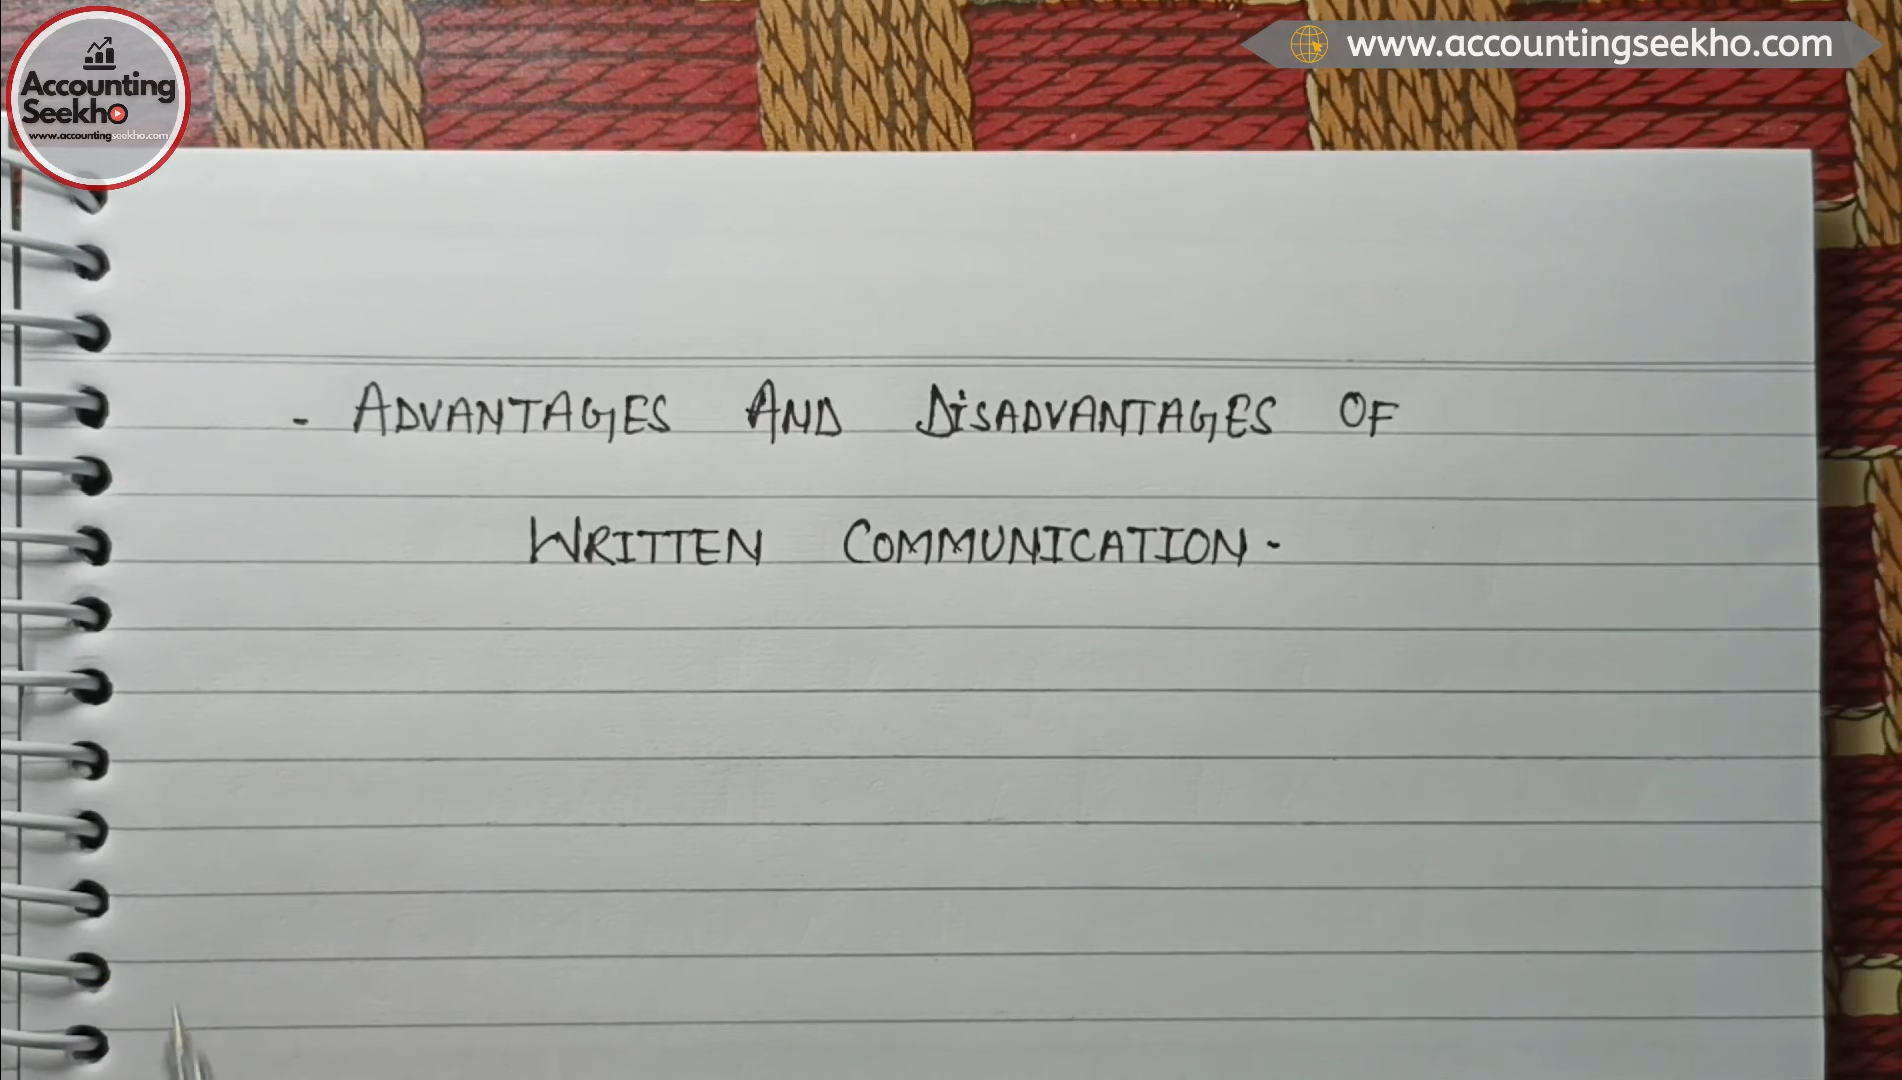 Accounting
Seekho
www.accountingseekho.com
www.accountingseekho.com
- ADVANTAGES AND DISADVANTAGES OF
WRITTEN COMMUNICATION -